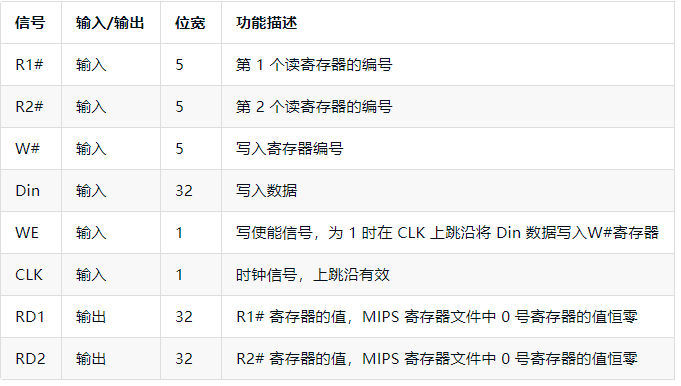 信号 输入/输出 位宽 功能描述
R1# 输入 5 第 1 个读寄存器的编号
R2# 输入 5 第 2 个读寄存器的编号
W# 输入 5 写入寄存器编号
Din 输入 32 写入数据
WE 输入 1 写使能信号，为 1 时在 CLK 上跳沿将 Din 数据写入W#寄存器
CLK 输入 1 时钟信号，上跳沿有效
RD1 输出 32 R1# 寄存器的值，MIPS 寄存器文件中 0 号寄存器的值恒零
RD2 输出 32 R2# 寄存器的值，MIPS 寄存器文件中 0 号寄存器的值恒零